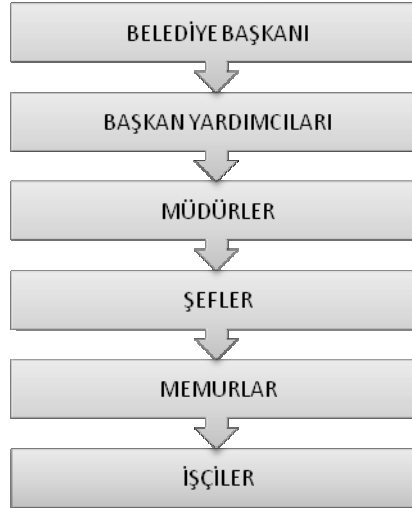 BELEDİYE BAŞKANI
BAŞKAN YARDIMCILARI
MÜDÜRLER
ŞEFLER
MEMURLAR
İŞÇİLER